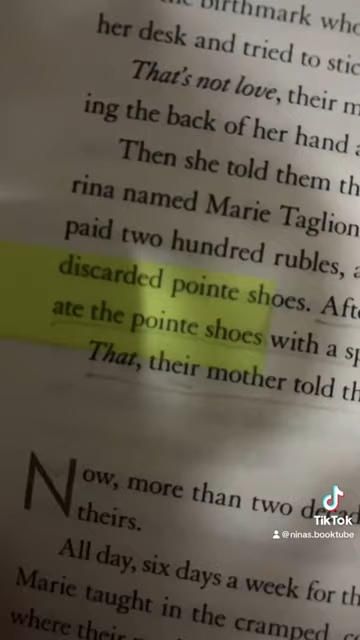 birthmark who
her desk and tried to stic
That's not love, their m
ing the back of her hand a
Then she told them th
rina named Marie Taglion
paid two hundred rubles, a
discarded pointe shoes. Aft
ate the pointe shoes with a sp
That, their mother told th
Now, more than two decad
theirs.
All day, six days a week for th
Marie taught in the cramped
where their
TikTok
@ninas.booktube